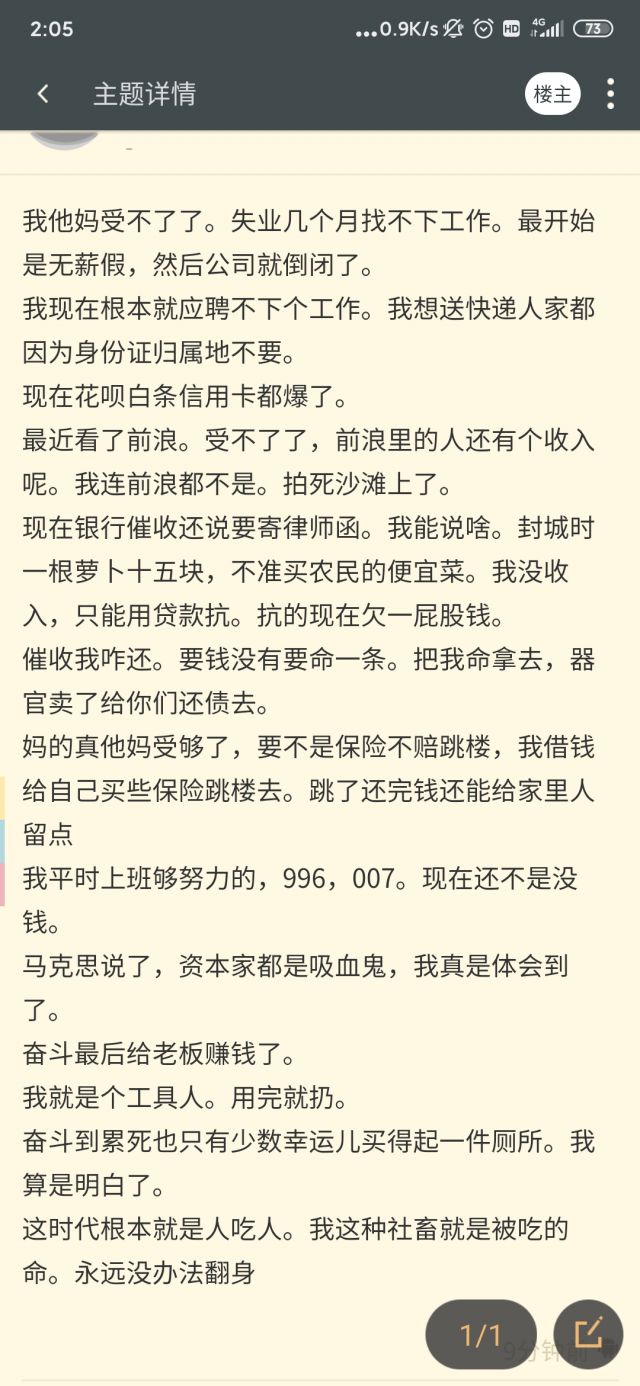 2:05
...0.9K/s
HD
4G
73
主题详情
楼主
我他妈受不了了。失业几个月找不下工作。最开始
是无薪假，然后公司就倒闭了。
我现在根本就应聘不下个工作。我想送快递人家都
因为身份证归属地不要。
现在花呗白条信用卡都爆了。
最近看了前浪。受不了了，前浪里的人还有个收入
呢。我连前浪都不是。拍死沙滩上了。
现在银行催收还说要寄律师函。我能说啥。封城时
一根萝卜十五块，不准买农民的便宜菜。我没收
入，只能用贷款抗。抗的现在欠一屁股钱。
催收我咋还。要钱没有要命一条。把我命拿去，器
官卖了给你们还债去。
妈的真他妈受够了，要不是保险不赔跳楼，我借钱
给自己买些保险跳楼去。跳了还完钱还能给家里人
留点
我平时上班够努力的，996，007。现在还不是没
钱。
马克思说了，资本家都是吸血鬼，我真是体会到
了。
奋斗最后给老板赚钱了。
我就是个工具人。用完就扔。
奋斗到累死也只有少数幸运儿买得起一件厕所。我
算是明白了。
这时代根本就是人吃人。我这种社畜就是被吃的
命。永远没办法翻身
1/1
9分钟前